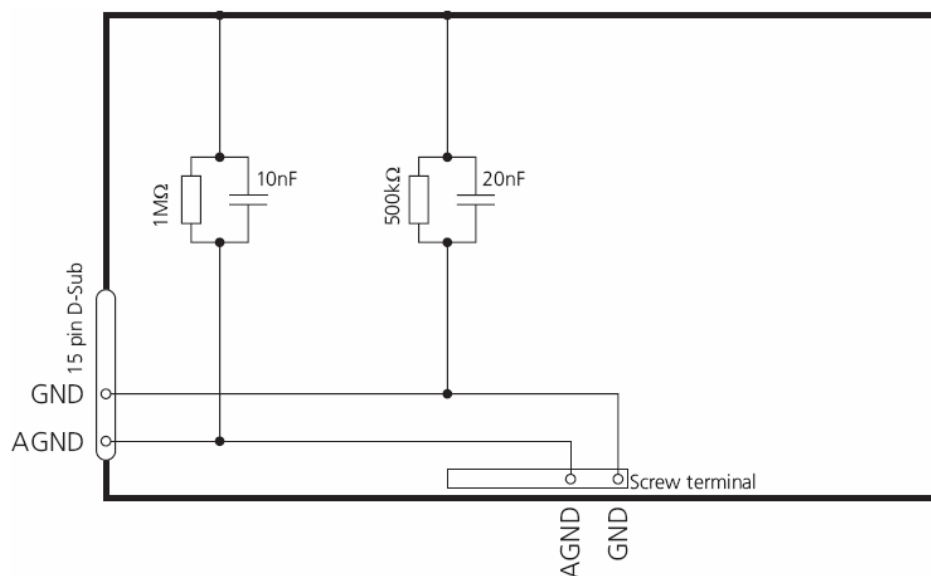 1MΩ
10nF
500kΩ
20nF
15 pin D-Sub
GND
AGND
Screw terminal
AGND
GND